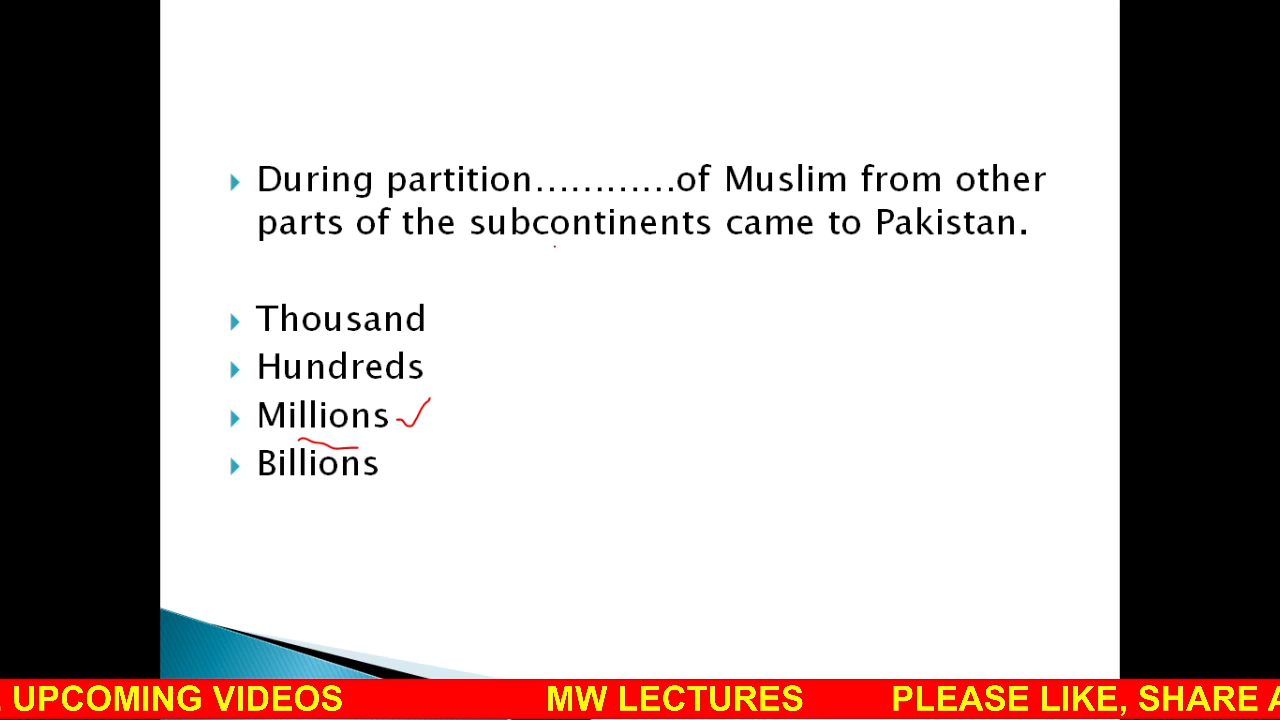 During partition............of Muslim from other
parts of the subcontinents came to Pakistan.
Thousand
Hundreds
Millions
Billions
UPCOMING VIDEOS MW LECTURES PLEASE LIKE, SHARE A